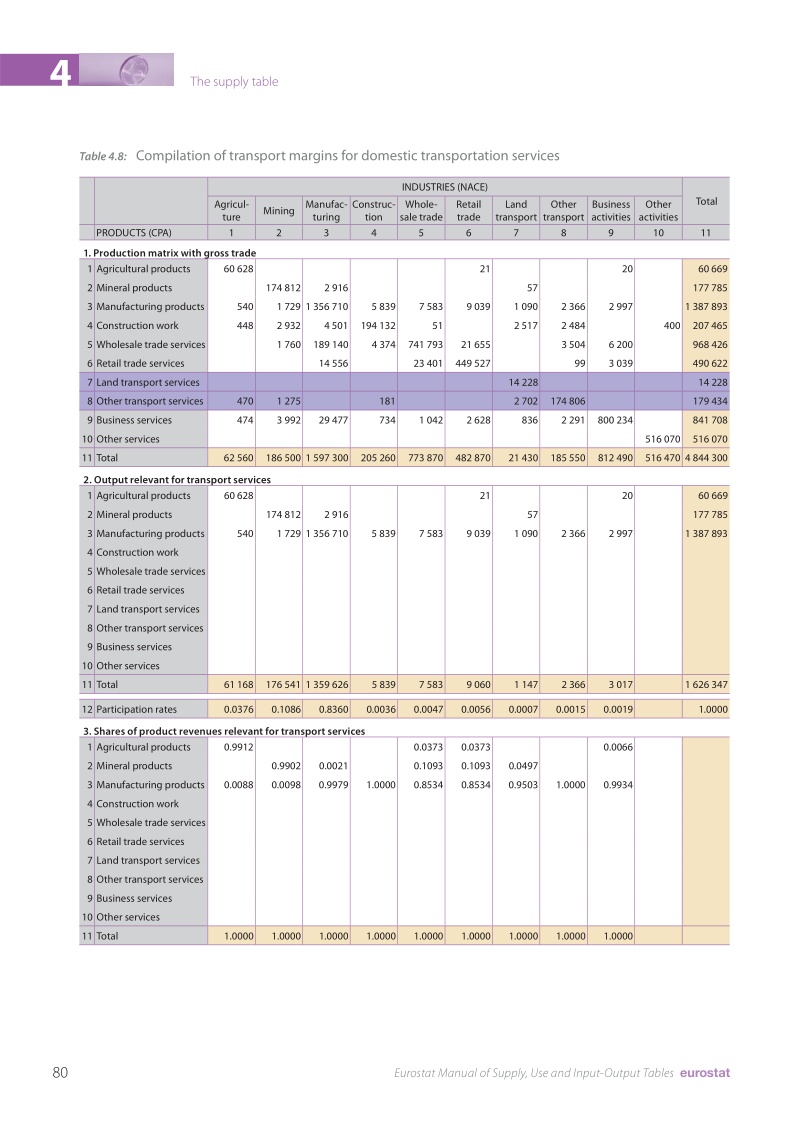 4
The supply table
Table 4.8: Compilation of transport margins for domestic transportation services
INDUSTRIES (NACE)
Agricul-ture Mining Manufac-turing Construc-tion Whole-sale trade Retail trade Land transport Other transport Business activities Other activities Total
PRODUCTS (CPA) 1 2 3 4 5 6 7 8 9 10 11
1. Production matrix with gross trade
1 Agricultural products 60 628 21 20 60 669
2 Mineral products 174 812 2 916 57 177 785
3 Manufacturing products 540 1 729 1 356 710 5 839 7 583 9 039 1 090 2 366 2 997 1 387 893
4 Construction work 448 2 932 4 501 194 132 51 2 517 2 484 400 207 465
5 Wholesale trade services 1 760 189 140 4 374 741 793 21 655 3 504 6 200 968 426
6 Retail trade services 14 556 23 401 449 527 99 3 039 490 622
7 Land transport services 14 228 14 228
8 Other transport services 470 1 275 181 2 702 174 806 179 434
9 Business services 474 3 992 29 477 734 1 042 2 628 836 2 291 800 234 841 708
10 Other services 516 070 516 070
11 Total 62 560 186 500 1 597 300 205 260 773 870 482 870 21 430 185 550 812 490 516 470 4 844 300
2. Output relevant for transport services
1 Agricultural products 60 628 21 20 60 669
2 Mineral products 174 812 2 916 57 177 785
3 Manufacturing products 540 1 729 1 356 710 5 839 7 583 9 039 1 090 2 366 2 997 1 387 893
4 Construction work
5 Wholesale trade services
6 Retail trade services
7 Land transport services
8 Other transport services
9 Business services
10 Other services
11 Total 61 168 176 541 1 359 626 5 839 7 583 9 060 1 147 2 366 3 017 1 626 347
12 Participation rates 0.0376 0.1086 0.8360 0.0036 0.0047 0.0056 0.0007 0.0015 0.0019 1.0000
3. Shares of product revenues relevant for transport services
1 Agricultural products 0.9912 0.0373 0.0373 0.0066
2 Mineral products 0.9902 0.0021 0.1093 0.1093 0.0497
3 Manufacturing products 0.0088 0.0098 0.9979 1.0000 0.8534 0.8534 0.9503 1.0000 0.9934
4 Construction work
5 Wholesale trade services
6 Retail trade services
7 Land transport services
8 Other transport services
9 Business services
10 Other services
11 Total 1.0000 1.0000 1.0000 1.0000 1.0000 1.0000 1.0000 1.0000 1.0000
80
Eurostat Manual of Supply, Use and Input-Output Tables eurostat